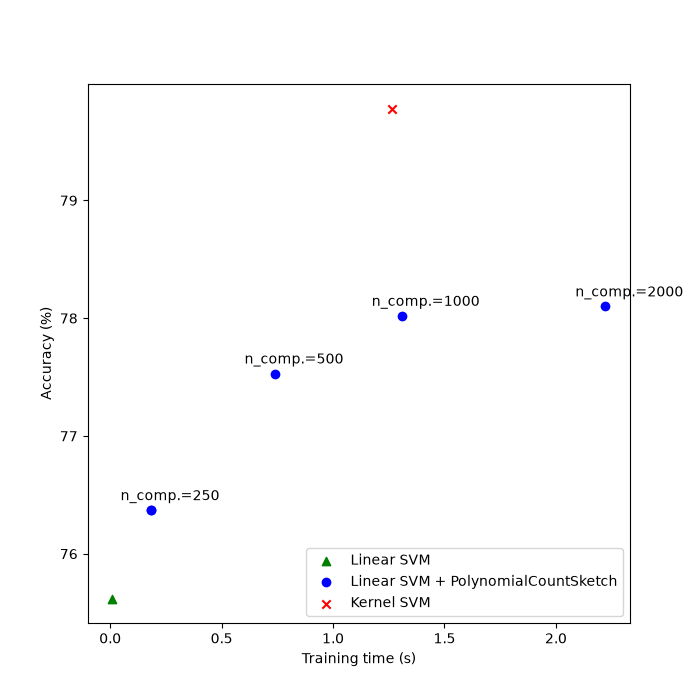 79
78
77
76
Accuracy (%)
n_comp.=2000
n_comp.=1000
n_comp.=500
n_comp.=250
Linear SVM
Linear SVM + PolynomialCountSketch
Kernel SVM
0.0 0.5 1.0 1.5 2.0
Training time (s)